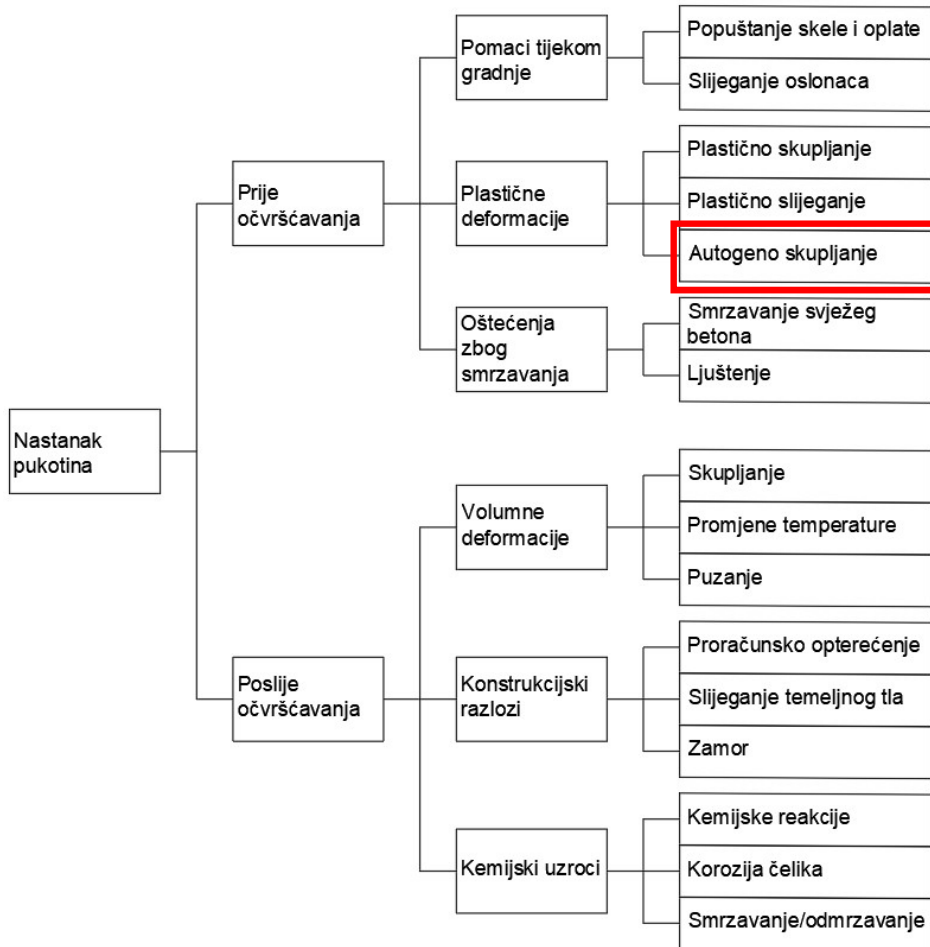 Nastanak
pukotina
Prije
očvršćavanja
Pomaci tijekom
gradnje
Popuštanje skele i oplate
Slijeganje oslonaca
Plastične
deformacije
Plastično skupljanje
Plastično slijeganje
Autogeno skupljanje
Oštećenja
zbog
smrzavanja
Smrzavanje svježeg
betona
Ljuštenje
Poslije
očvršćavanja
Volumne
deformacije
Skupljanje
Promjene temperature
Puzanje
Konstrukcijski
razlozi
Proračunsko opterećenje
Slijeganje temeljnog tla
Zamor
Kemijski uzroci
Kemijske reakcije
Korozija čelika
Smrzavanje/odmrzavanje